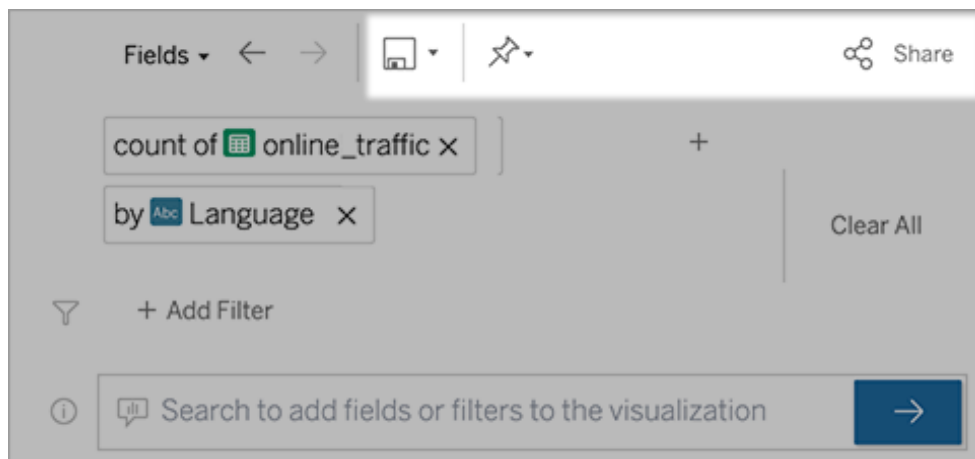 Fields
Share
count of online_traffic ×
+
by Abc Language ×
Clear All
+ Add Filter
Search to add fields or filters to the visualization